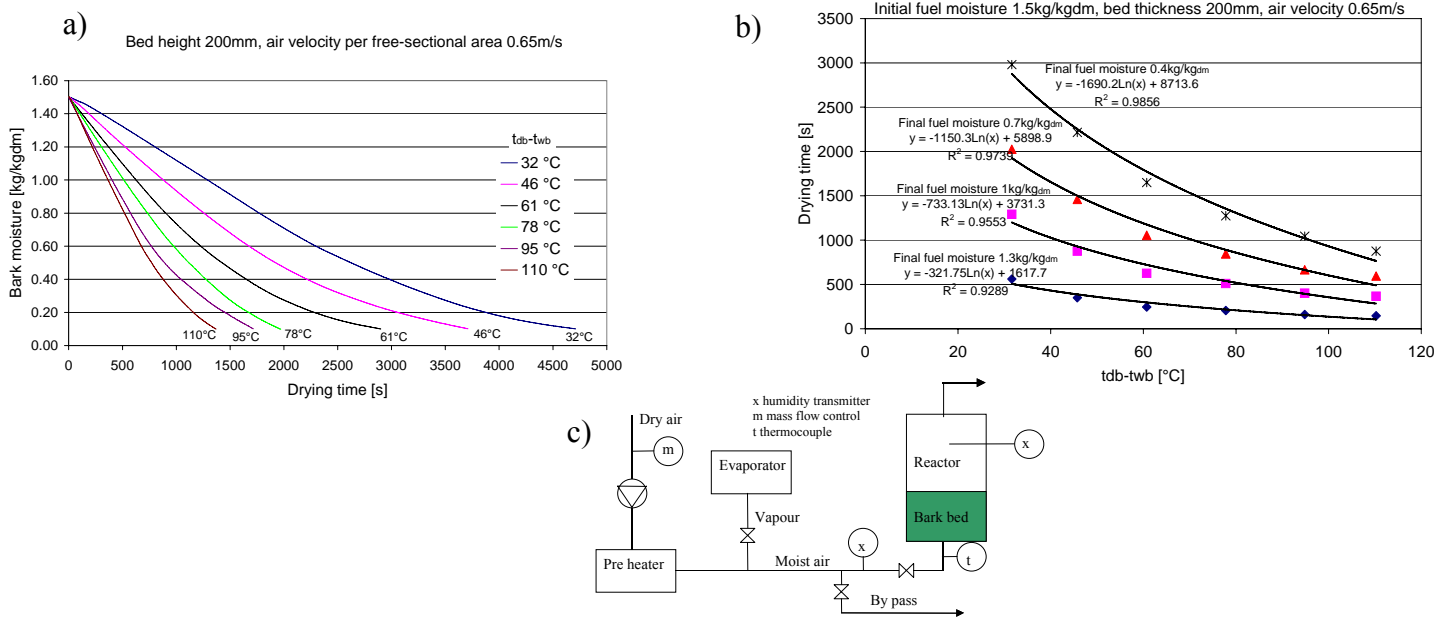 a)
Bed height 200mm, air velocity per free-sectional area 0.65m/s
1.60
1.40
1.20
1.00
0.80
0.60
0.40
0.20
0.00
Bark moisture [kg/kgdm]
tdb-twb
32 °C
46 °C
61 °C
78 °C
95 °C
110 °C
110°C
95°C
78°C
61°C
46°C
32°C
0
500
1000
1500
2000
2500
3000
3500
4000
4500
5000
Drying time [s]
b)
Initial fuel moisture 1.5kg/kgdm, bed thickness 200mm, air velocity 0.65m/s
3500
3000
2500
2000
1500
1000
500
0
Drying time [s]
Final fuel moisture 0.4kg/kgdm
y = -1690.2Ln(x) + 8713.6
R² = 0.9856
Final fuel moisture 0.7kg/kgdm
y = -1150.3Ln(x) + 5898.9
R² = 0.9739
Final fuel moisture 1kg/kgdm
y = -733.13Ln(x) + 3731.3
R² = 0.9553
Final fuel moisture 1.3kg/kgdm
y = -321.75Ln(x) + 1617.7
R² = 0.9289
0
20
40
60
80
100
120
tdb-twb [°C]
c)
x humidity transmitter
m mass flow control
t thermocouple
Dry air
m
Evaporator
Vapour
Pre heater
Moist air
x
By pass
Reactor
x
Bark bed
t